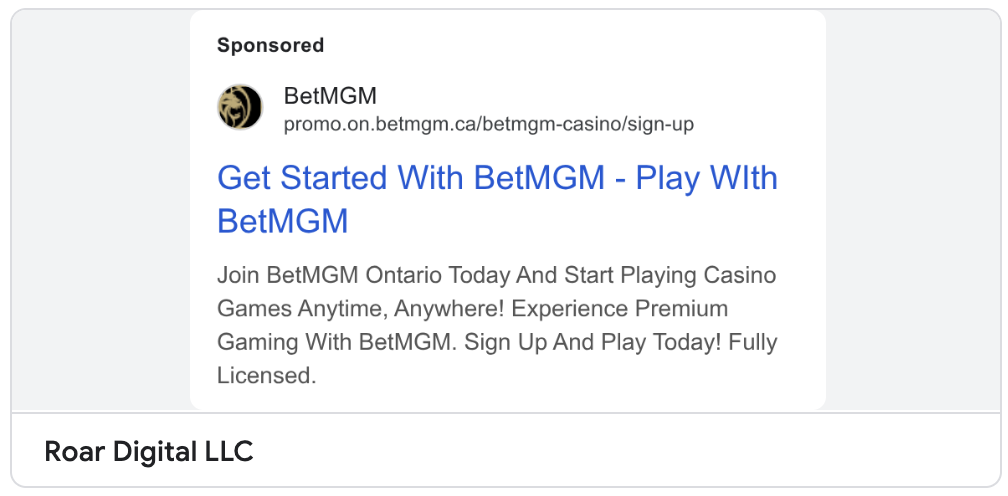 Sponsored
BetMGM
promo.on.betmgm.ca/betmgm-casino/sign-up
Get Started With BetMGM - Play WIth
BetMGM
Join BetMGM Ontario Today And Start Playing Casino
Games Anytime, Anywhere! Experience Premium
Gaming With BetMGM. Sign Up And Play Today! Fully
Licensed.
Roar Digital LLC